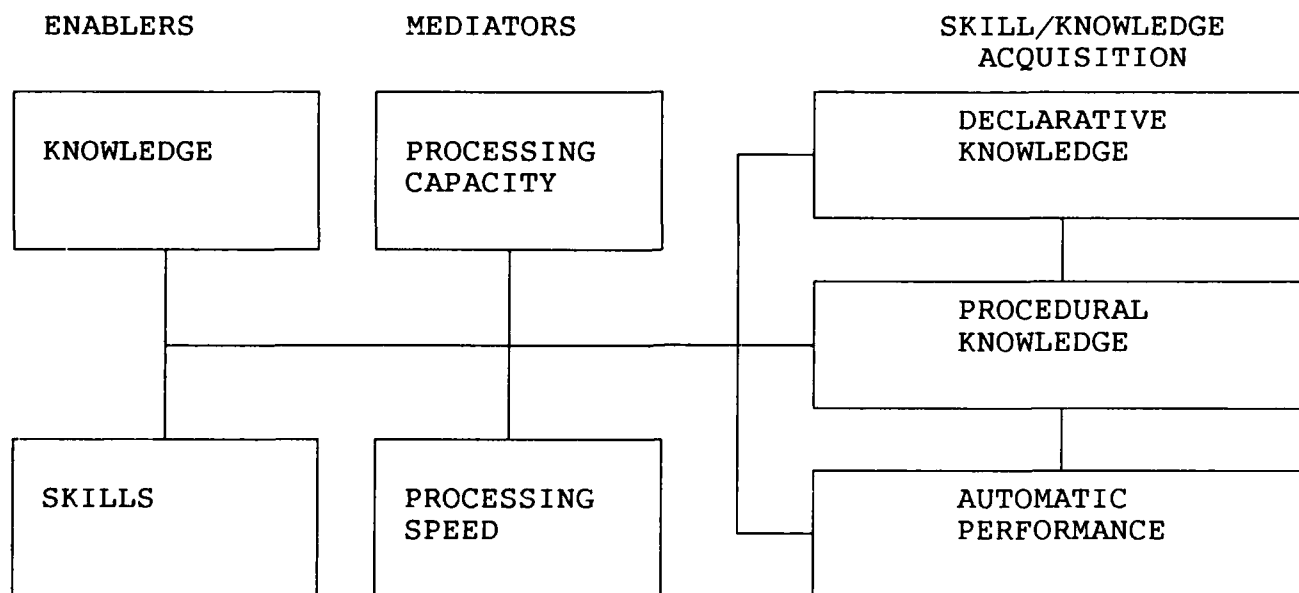 ENABLERS
MEDIATORS
SKILL/KNOWLEDGE
ACQUISITION
KNOWLEDGE
PROCESSING
CAPACITY
DECLARATIVE
KNOWLEDGE
PROCEDURAL
KNOWLEDGE
SKILLS
PROCESSING
SPEED
AUTOMATIC
PERFORMANCE